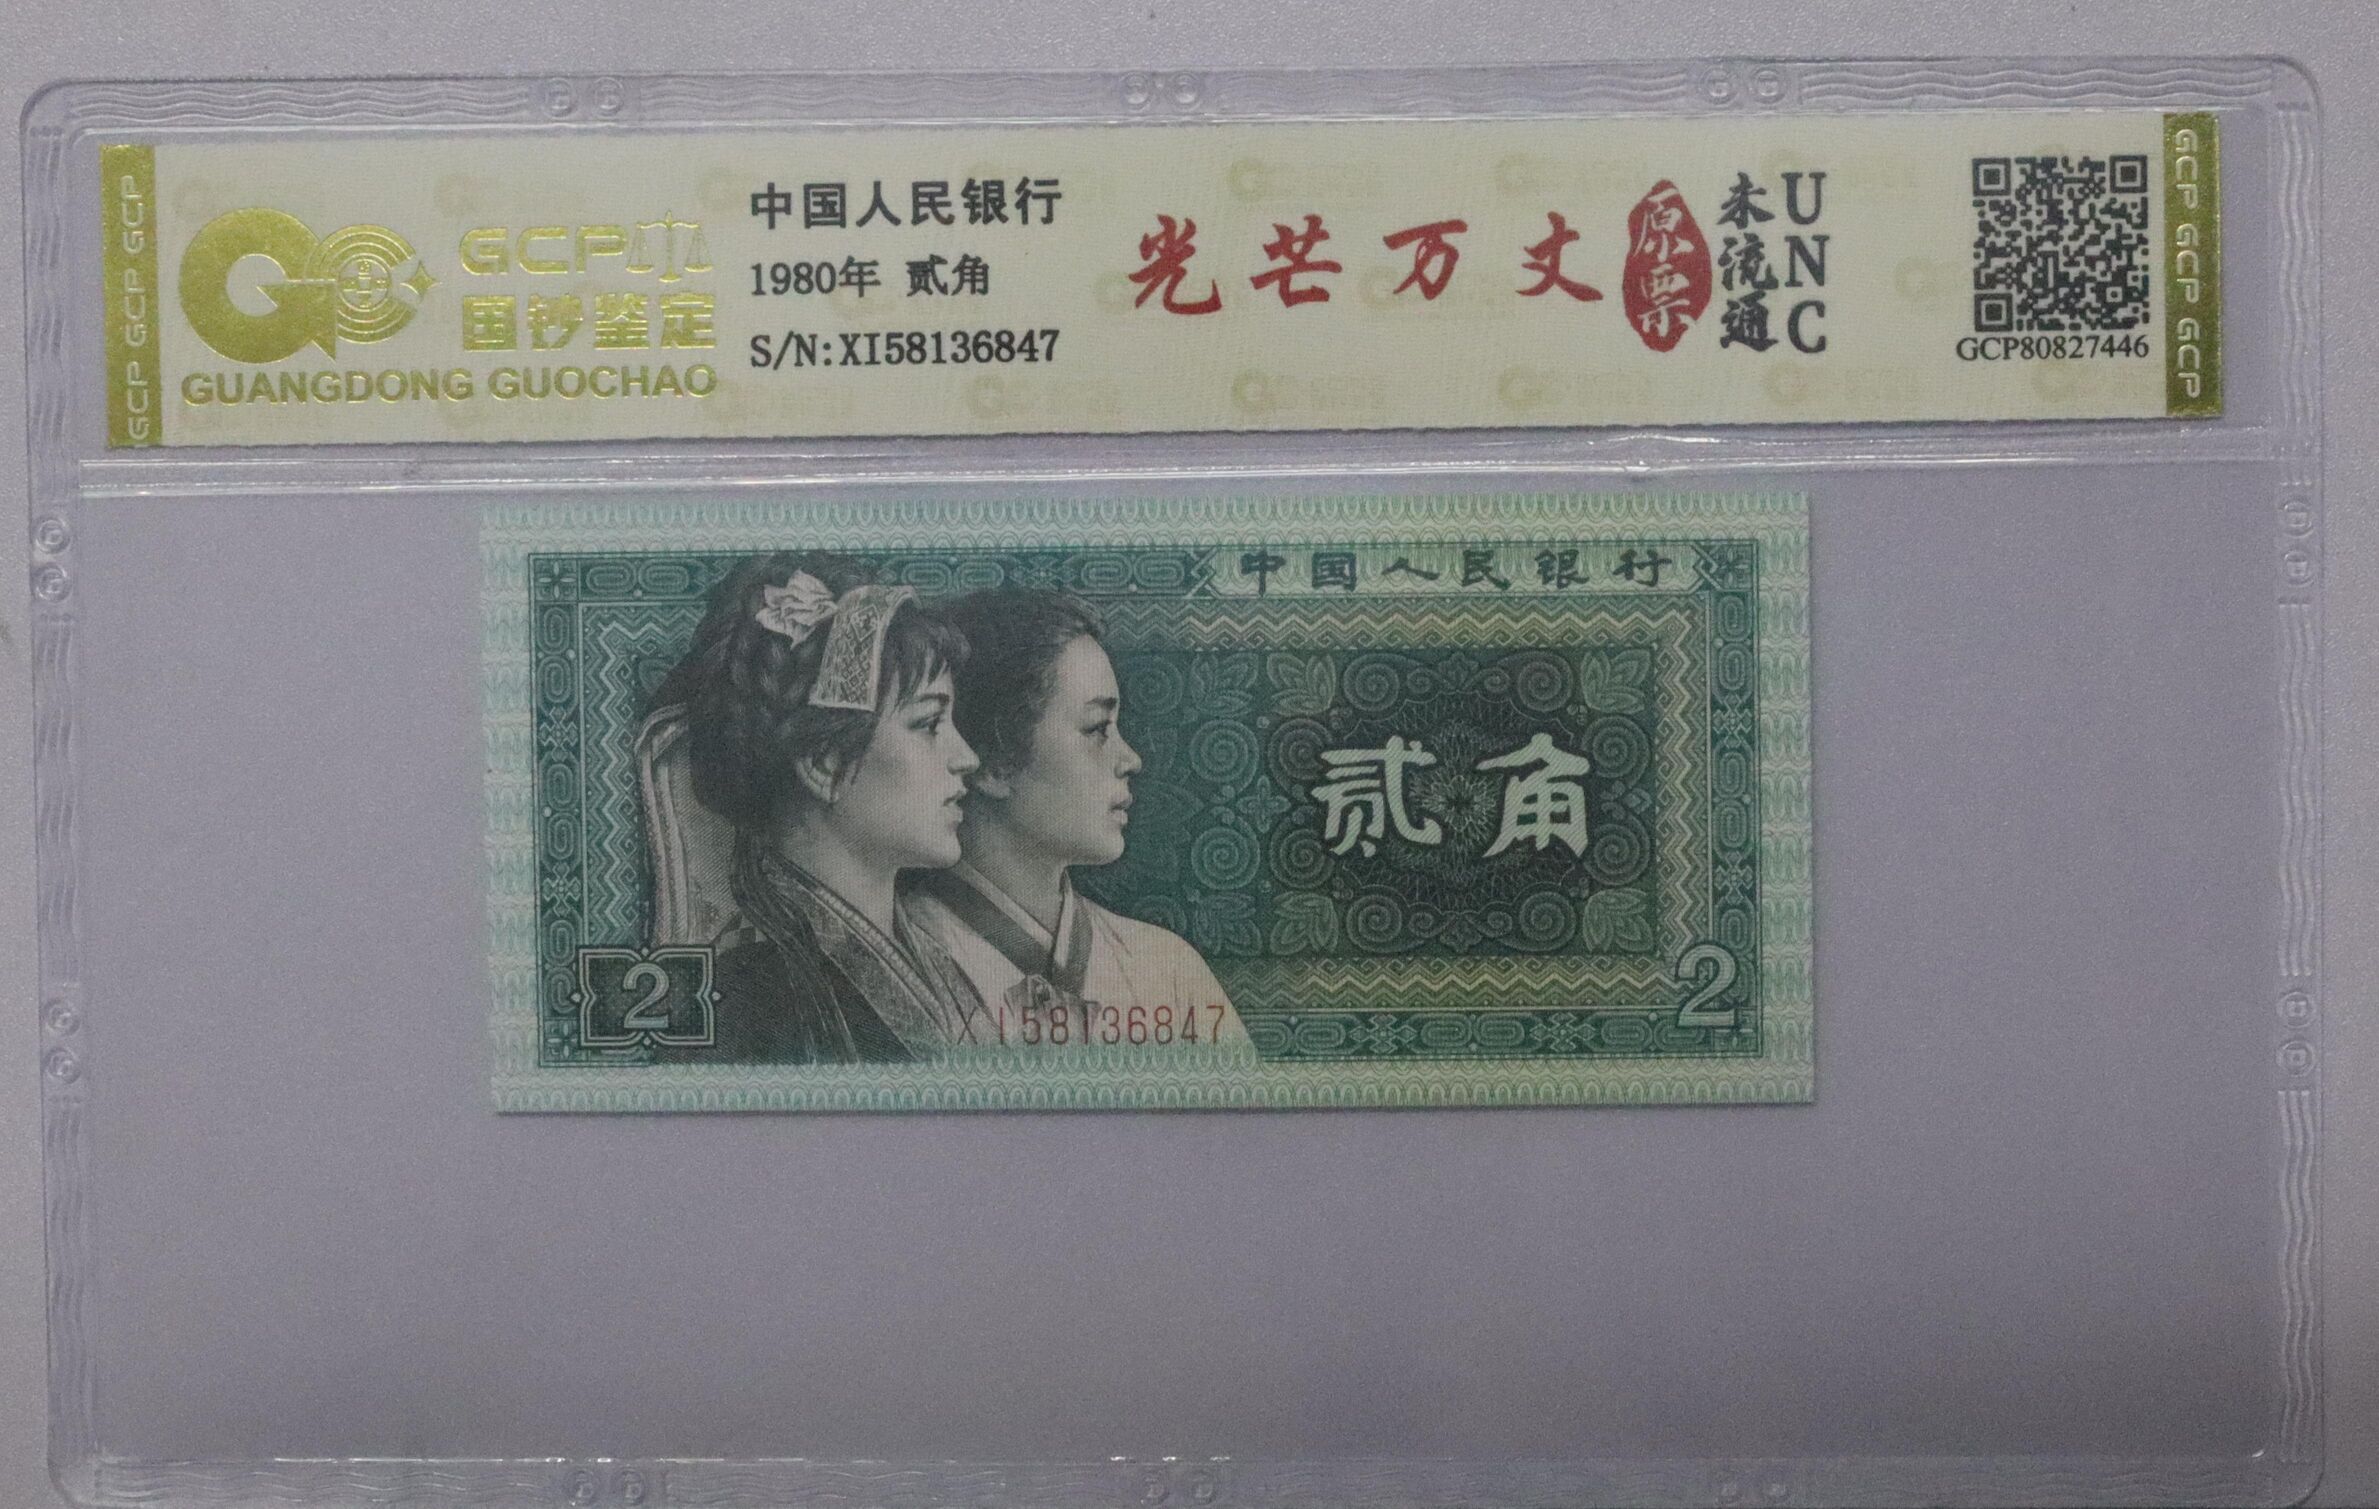 GCP GCP GCP
GCP
国钞鉴定
GUANGDONG GUOCHAO
中国人民银行
1980年 贰角
S/N:XI58136847
光芒万丈
原票
未流通
UNC
GCP80827446
GCP GCP GCP
中国人民银行
贰角
2
2
XI58136847